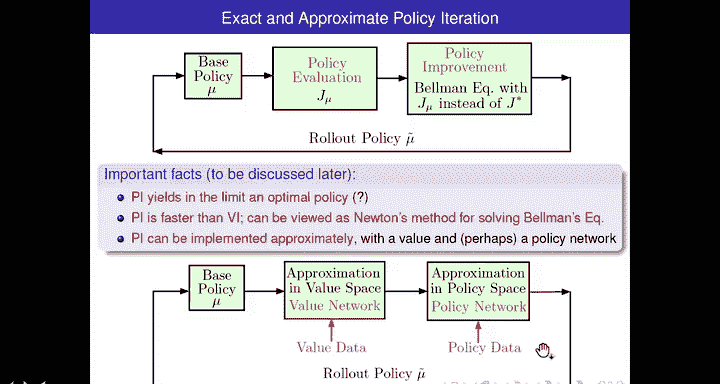 Exact and Approximate Policy Iteration
Base
Policy
μ
Policy
Evaluation
J_μ
Policy
Improvement
Bellman Eq. with
J_μ instead of J*
Rollout Policy μ̃
Important facts (to be discussed later):
PI yields in the limit an optimal policy (?)
PI is faster than VI; can be viewed as Newton's method for solving Bellman's Eq.
PI can be implemented approximately, with a value and (perhaps) a policy network
Base
Policy
μ
Approximation
in Value Space
Value Network
Approximation
in Policy Space
Policy Network
Value Data
Policy Data
Rollout Policy μ̃